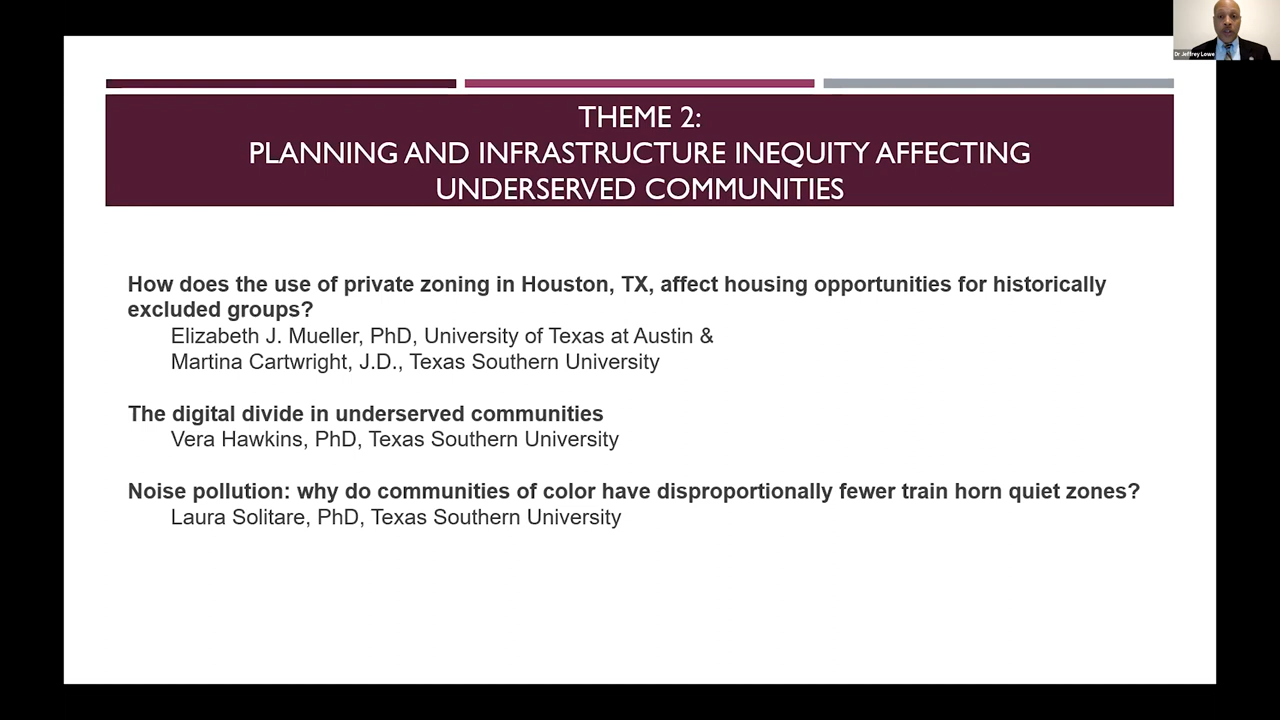 Dr Jeffrey Lowe
THEME 2:
PLANNING AND INFRASTRUCTURE INEQUITY AFFECTING
UNDERSERVED COMMUNITIES
How does the use of private zoning in Houston, TX, affect housing opportunities for historically
excluded groups?
Elizabeth J. Mueller, PhD, University of Texas at Austin &
Martina Cartwright, J.D., Texas Southern University
The digital divide in underserved communities
Vera Hawkins, PhD, Texas Southern University
Noise pollution: why do communities of color have disproportionally fewer train horn quiet zones?
Laura Solitare, PhD, Texas Southern University